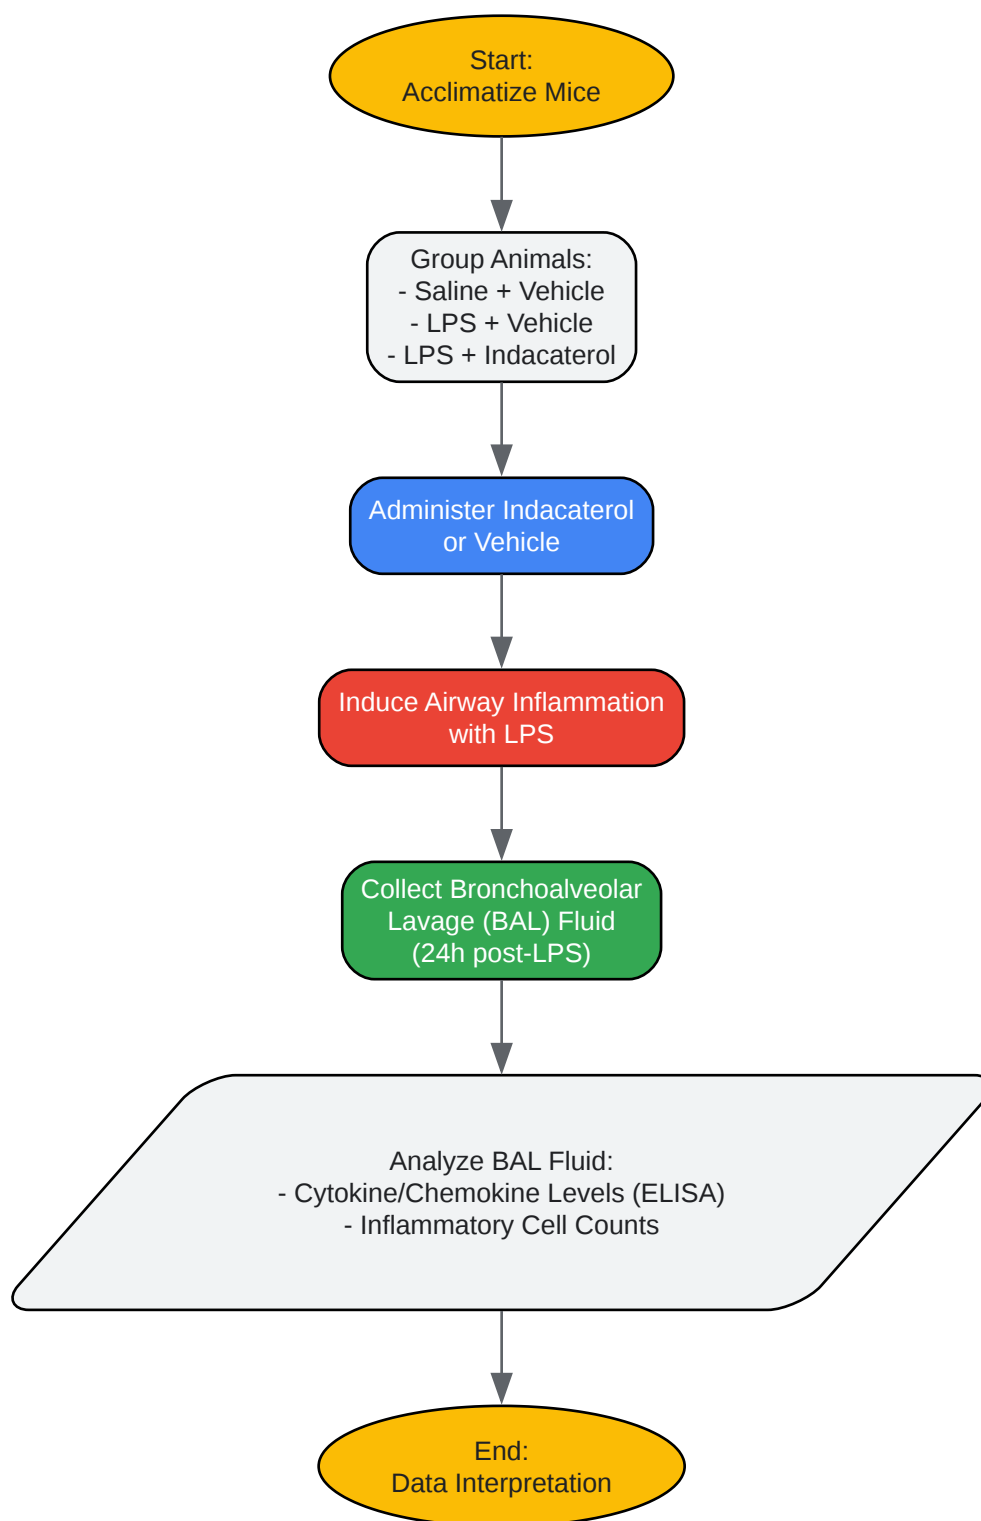 Start:
Acclimatize Mice
Group Animals:
- Saline + Vehicle
- LPS + Vehicle
- LPS + Indacaterol
Administer Indacaterol
or Vehicle
Induce Airway Inflammation
with LPS
Collect Bronchoalveolar
Lavage (BAL) Fluid
(24h post-LPS)
Analyze BAL Fluid:
- Cytokine/Chemokine Levels (ELISA)
- Inflammatory Cell Counts
End:
Data Interpretation